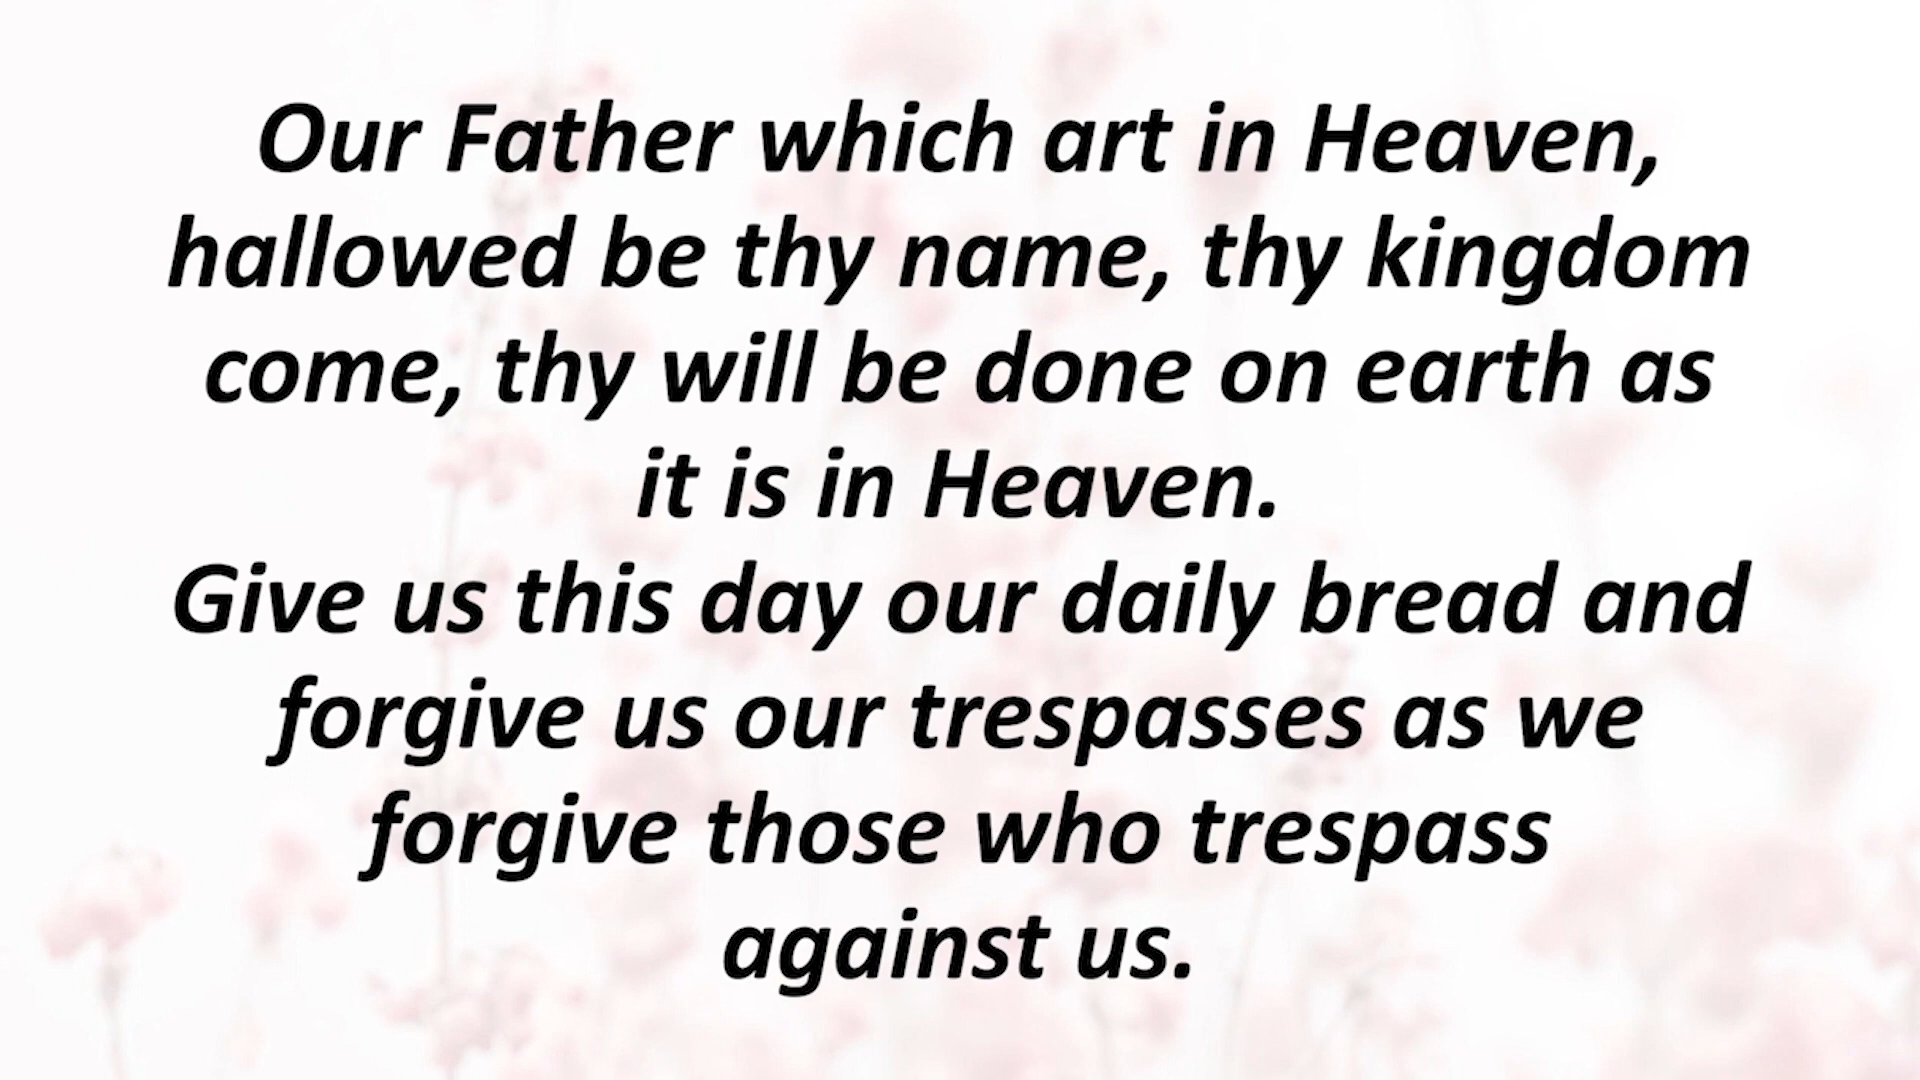 Our Father which art in Heaven,
hallowed be thy name, thy kingdom
come, thy will be done on earth as
it is in Heaven.
Give us this day our daily bread and
forgive us our trespasses as we
forgive those who trespass
against us.